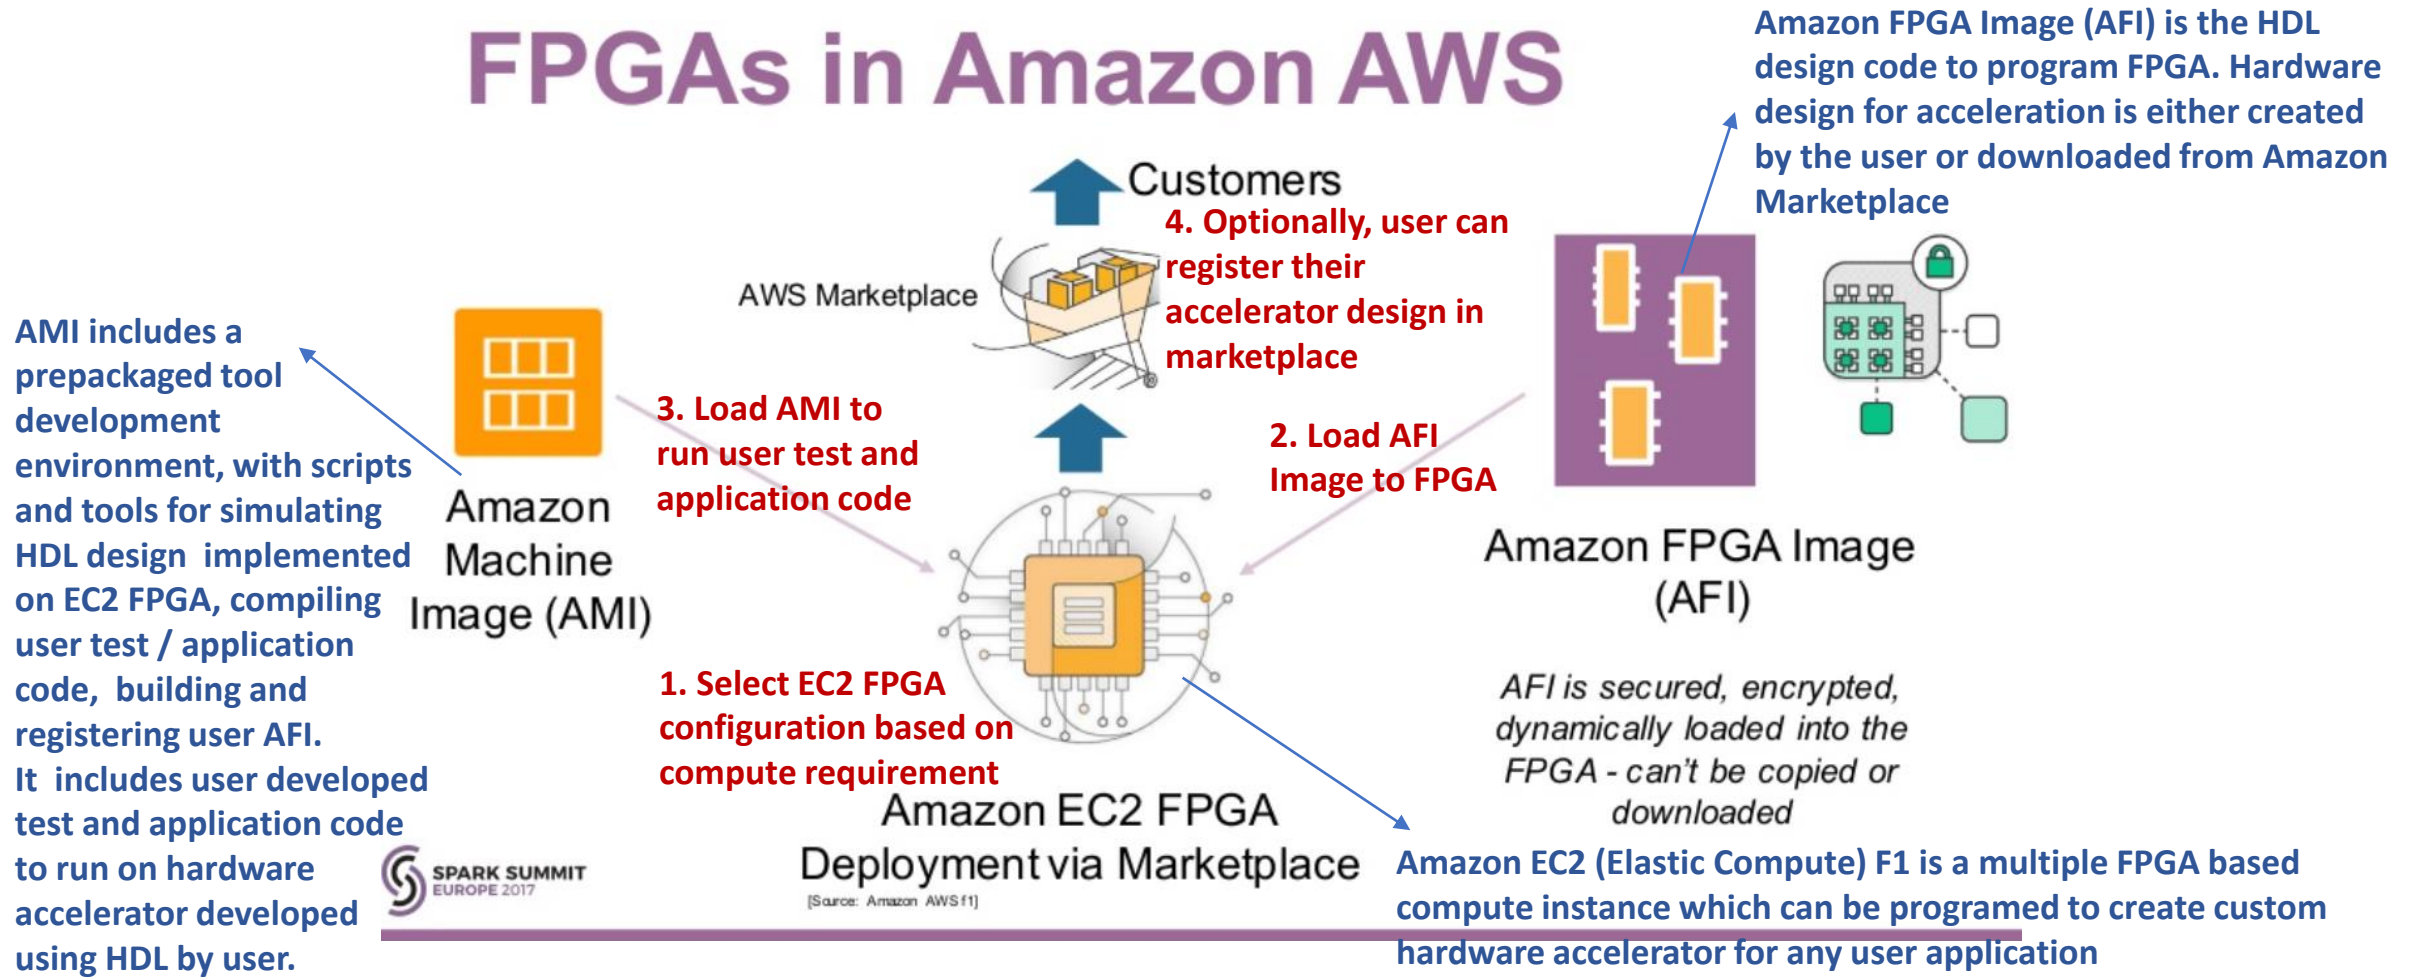 FPGAs in Amazon AWS
Amazon FPGA Image (AFI) is the HDL
design code to program FPGA. Hardware
design for acceleration is either created
by the user or downloaded from Amazon
Marketplace
Customers
4. Optionally, user can
register their
accelerator design in
marketplace
AWS Marketplace
AMI includes a
prepackaged tool
development
environment, with scripts
and tools for simulating
HDL design  implemented
on EC2 FPGA, compiling
user test / application
code,  building and
registering user AFI.
It  includes user developed
test and application code
to run on hardware
accelerator developed
using HDL by user.
3. Load AMI to
run user test and
application code
2. Load AFI
Image to FPGA
Amazon
Machine
Image (AMI)
Amazon FPGA Image
(AFI)
1. Select EC2 FPGA
configuration based on
compute requirement
AFI is secured, encrypted,
dynamically loaded into the
FPGA - can't be copied or
downloaded
Amazon EC2 FPGA
Deployment via Marketplace
[Source: Amazon AWS f1]
SPARK SUMMIT
EUROPE 2017
Amazon EC2 (Elastic Compute) F1 is a multiple FPGA based
compute instance which can be programed to create custom
hardware accelerator for any user application